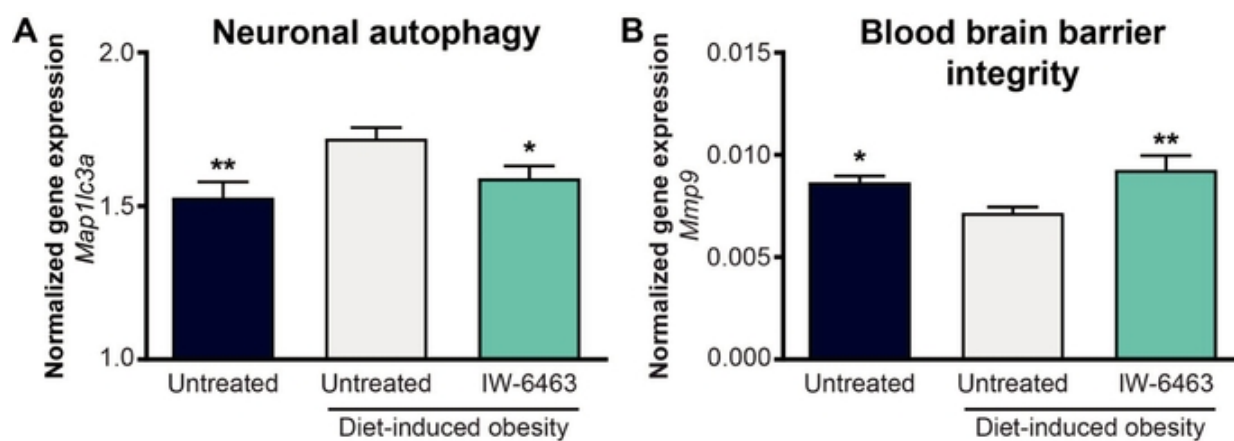 A
Neuronal autophagy
Normalized gene expression
Map1lc3a
2.0
1.5
1.0
**
*
Untreated
Untreated
IW-6463
Diet-induced obesity
B
Blood brain barrier
integrity
Normalized gene expression
Mmp9
0.015
0.010
0.005
0.000
*
**
Untreated
Untreated
IW-6463
Diet-induced obesity